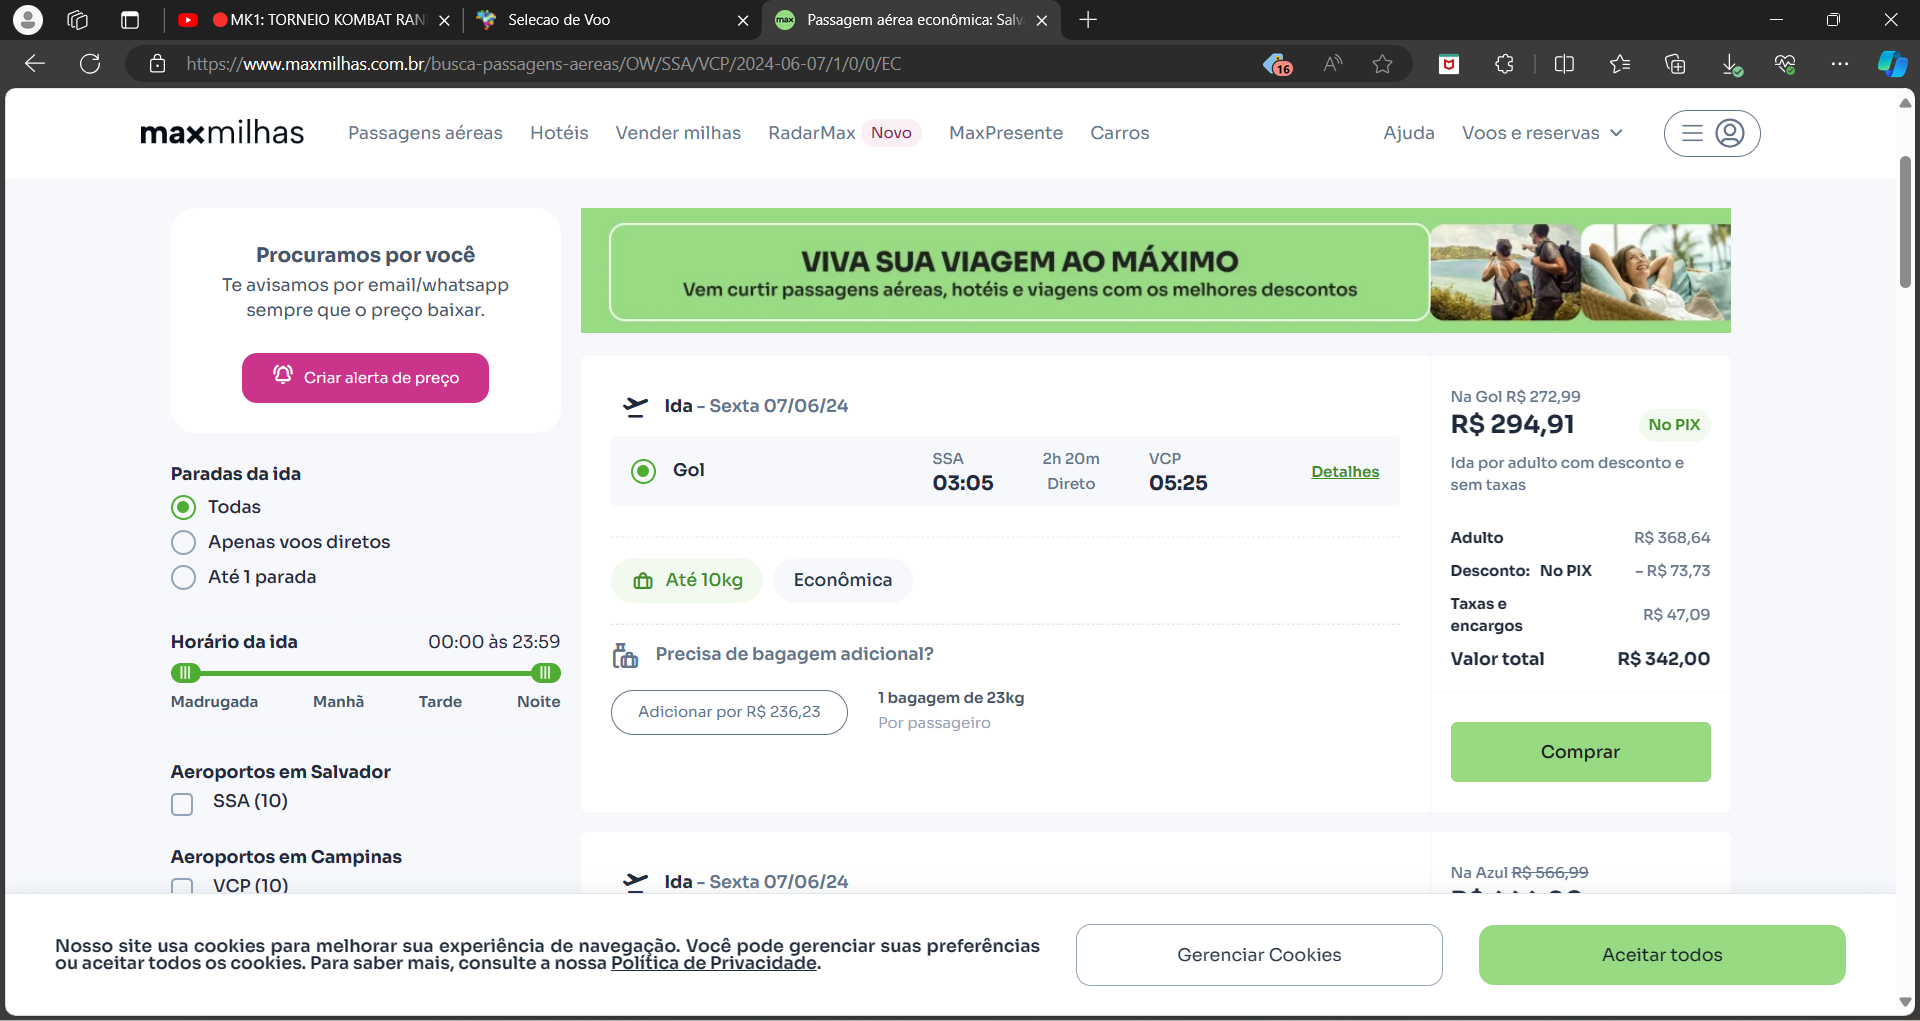 MK1: TORNEIO KOMBAT RAN
Selecao de Voo
max
Passagem aérea econômica: Salv
https://www.maxmilhas.com.br/busca-passagens-aereas/OW/SSA/VCP/2024-06-07/1/0/0/EC
16
maxmilhas
Passagens aéreas
Hotéis
Vender milhas
RadarMax Novo
MaxPresente
Carros
Ajuda
Voos e reservas
Procuramos por você
Te avisamos por email/whatsapp
sempre que o preço baixar.
Criar alerta de preço
Paradas da ida
Todas
Apenas voos diretos
Até 1 parada
Horário da ida 00:00 às 23:59
Madrugada Manhã Tarde Noite
Aeroportos em Salvador
SSA (10)
Aeroportos em Campinas
VCP (10)
VIVA SUA VIAGEM AO MÁXIMO
Vem curtir passagens aéreas, hotéis e viagens com os melhores descontos
Ida - Sexta 07/06/24
Gol
SSA
03:05
2h 20m
Direto
VCP
05:25
Detalhes
Até 10kg
Econômica
Precisa de bagagem adicional?
Adicionar por R$ 236,23
1 bagagem de 23kg
Por passageiro
Na Gol R$ 272,99
R$ 294,91
No PIX
Ida por adulto com desconto e
sem taxas
Adulto R$ 368,64
Desconto: No PIX – R$ 73,73
Taxas e
encargos
R$ 47,09
Valor total R$ 342,00
Comprar
Ida - Sexta 07/06/24
Na Azul R$ 566,99
Nosso site usa cookies para melhorar sua experiência de navegação. Você pode gerenciar suas preferências
ou aceitar todos os cookies. Para saber mais, consulte a nossa Política de Privacidade.
Gerenciar Cookies
Aceitar todos